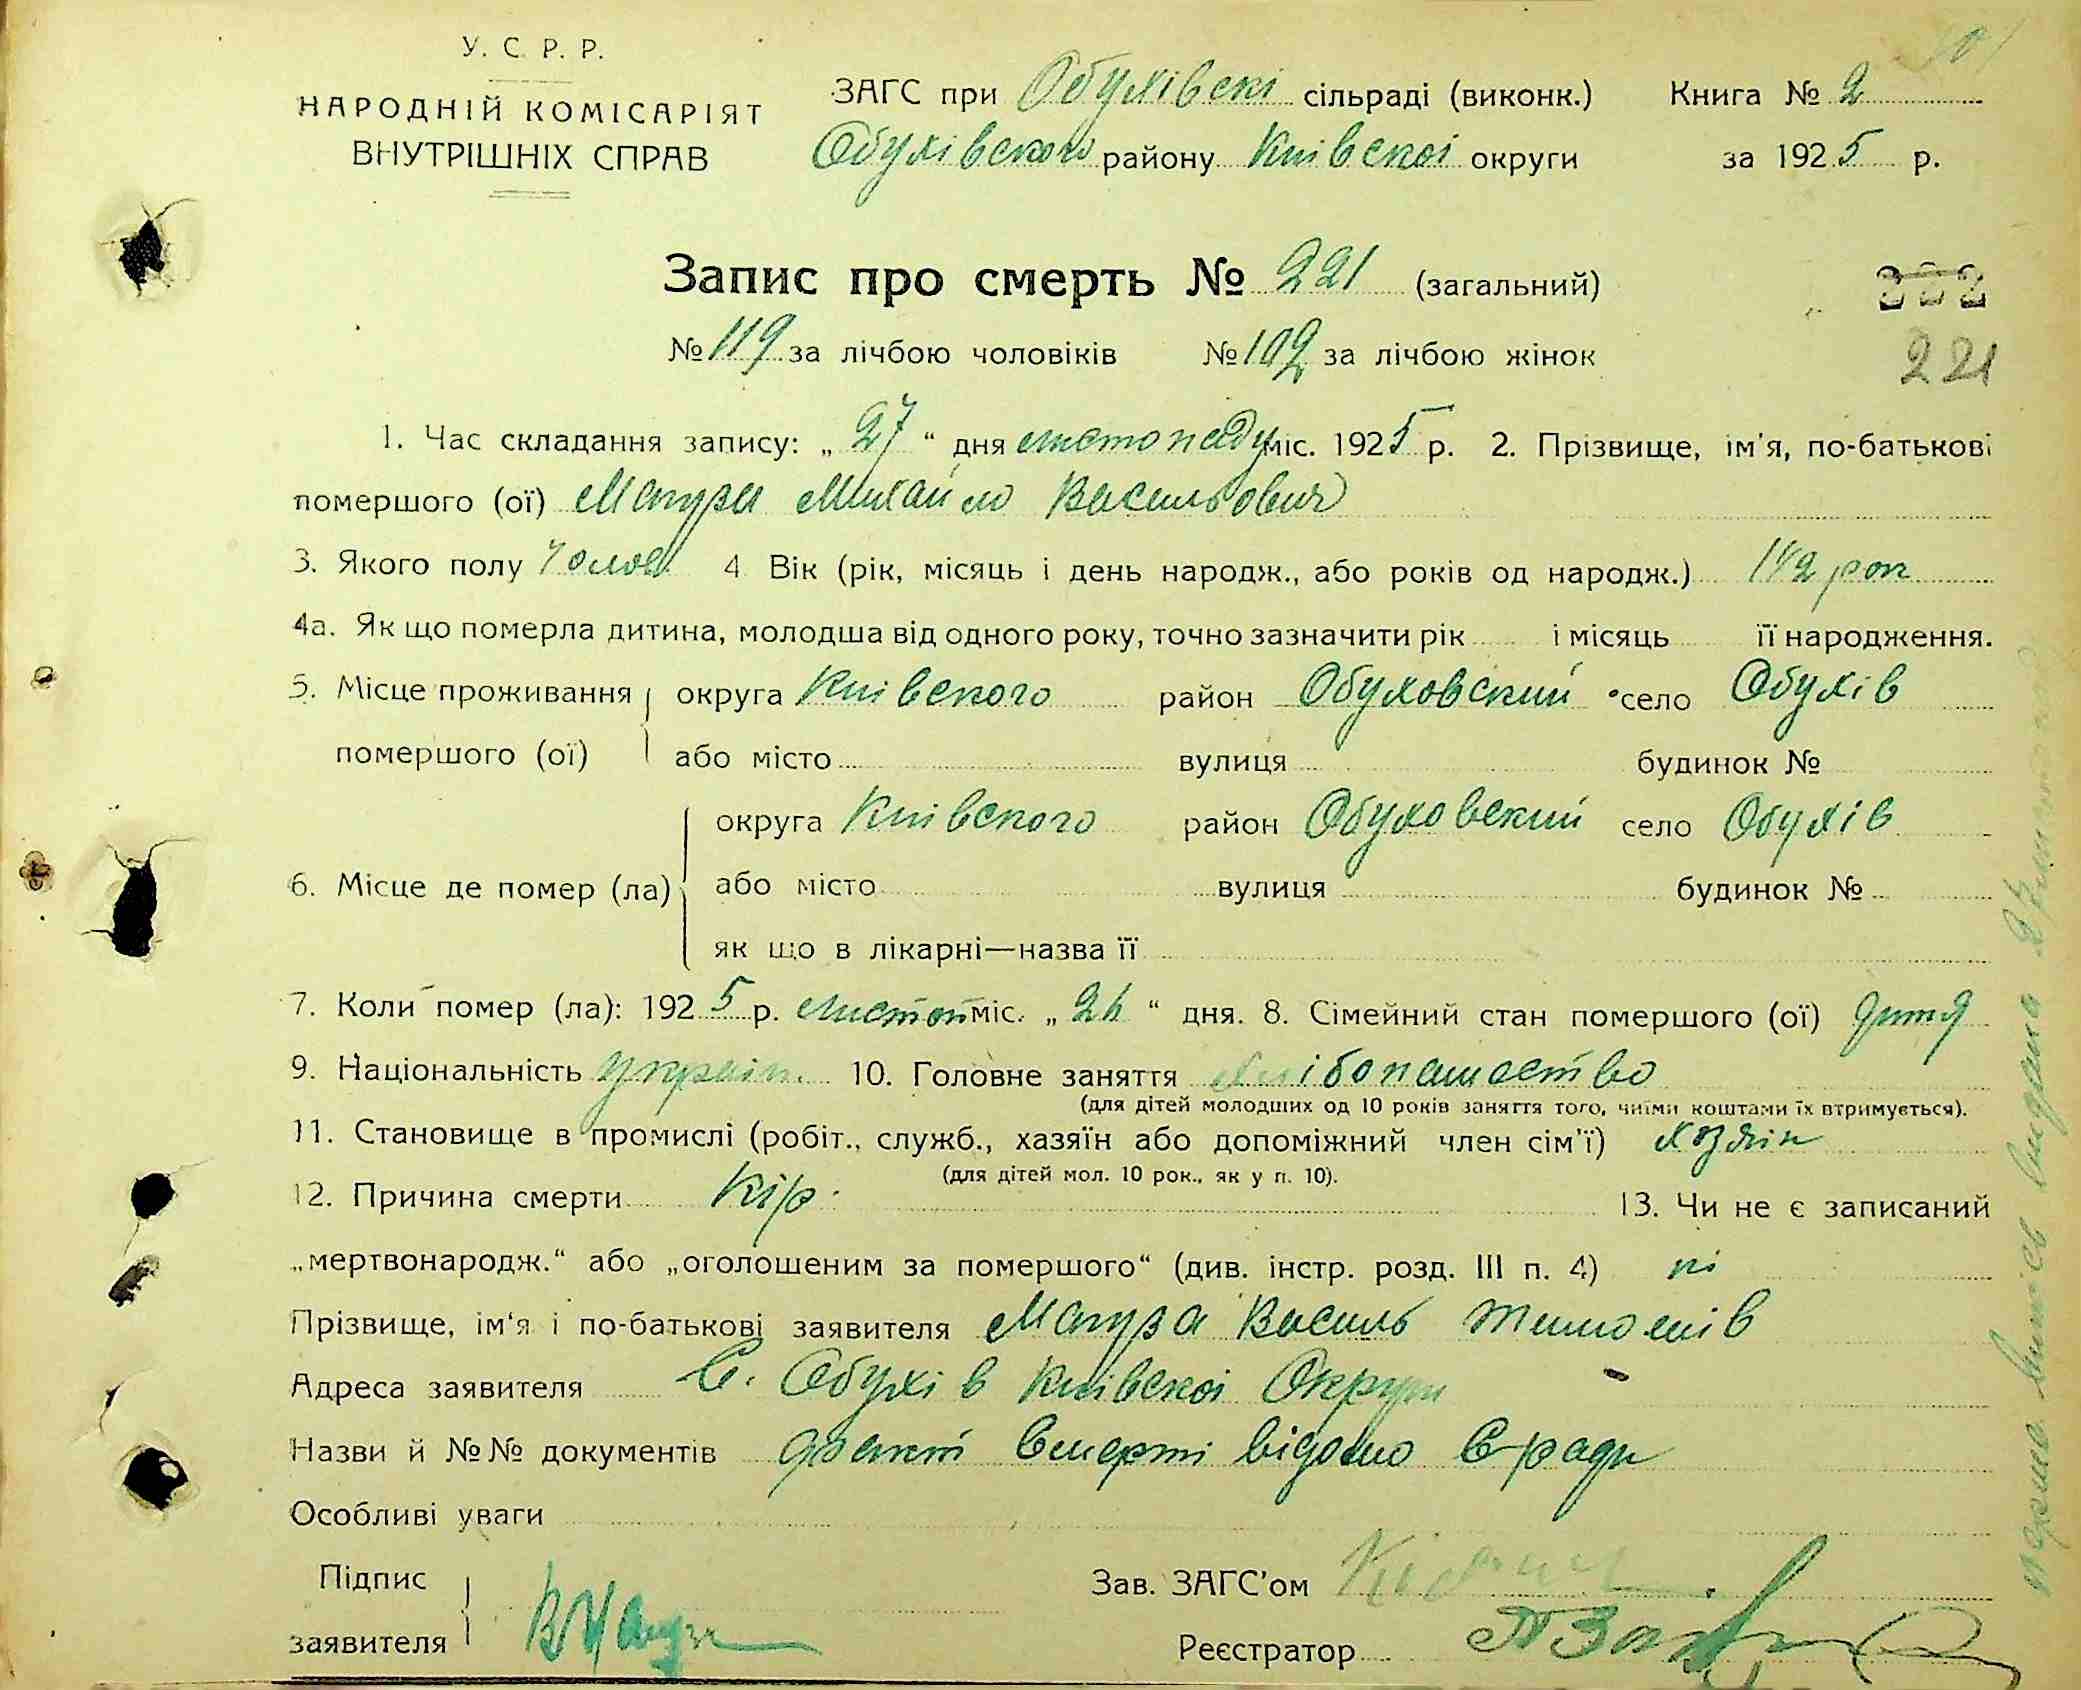 У. С. Р. Р.
НАРОДНІЙ КОМІСАРІЯТ
ВНУТРІШНІХ СПРАВ
ЗАГС при Обухівскі сільраді (виконк.) Книга № 2
Обухівского району Київскоі округи за 1925 р.
Запис про смерть № 221 (загальний)
222
№ 119 за лічбою чоловіків № 102 за лічбою жінок
221
1. Час складання запису: „27“ дня листопаду міс. 1925 р. 2. Прізвище, ім'я, по-батькові
помершого (ої) Мазура Михайло Васильович
3. Якого полу Чолов. 4 Вік (рік, місяць і день народж., або років од народж.) 1 1/2 рок
4а. Як що померла дитина, молодша від одного року, точно зазначити рік і місяць її народження.
5. Місце проживання округа Київского район Обуховский село Обухів
помершого (ої) або місто вулиця будинок №
округа Київского район Обуховский село Обухів
6. Місце де помер (ла) або місто вулиця будинок №
як що в лікарні—назва її
7. Коли помер (ла): 1925 р. листоп міс. „26“ дня. 8. Сімейний стан помершого (ої) дитя
9. Національність україн. 10. Головне заняття хлібопашество
(для дітей молодших од 10 років заняття того, чиїми коштами їх втримується).
11. Становище в промислі (робіт., служб., хазяїн або допоміжний член сім'ї) хозяін
(для дітей мол. 10 рок., як у п. 10).
12. Причина смерти Кір. 13. Чи не є записаний
„мертвонародж.“ або „оголошеним за помершого“ (див. інстр. розд. III п. 4) ні
Прізвище, ім'я і по-батькові заявителя Мазура Василь
Адреса заявителя С. Обухів Київскоі Округи
Назви й №№ документів факт смерті відомо С-ради
Особливі уваги
Підпис
заявителя
Зав. ЗАГС'ом
Реєстратор